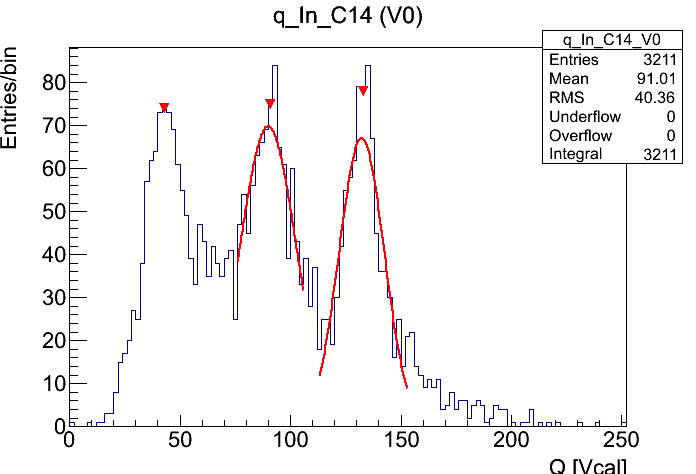 q_In_C14 (V0)
q_In_C14_V0
Entries 3211
Mean 91.01
RMS 40.36
Underflow 0
Overflow 0
Integral 3211
Entries/bin
80
70
60
50
40
30
20
10
0
0 50 100 150 200 250
Q [Vcal]